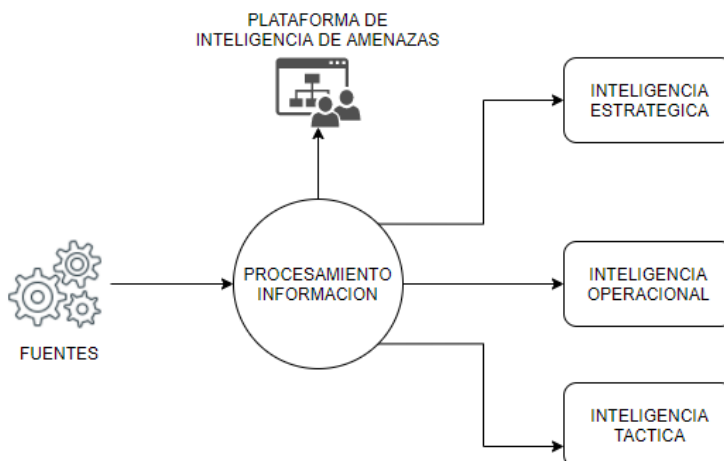 PLATAFORMA DE
INTELIGENCIA DE AMENAZAS
INTELIGENCIA
ESTRATEGICA
PROCESAMIENTO
INFORMACION
INTELIGENCIA
OPERACIONAL
FUENTES
INTELIGENCIA
TACTICA